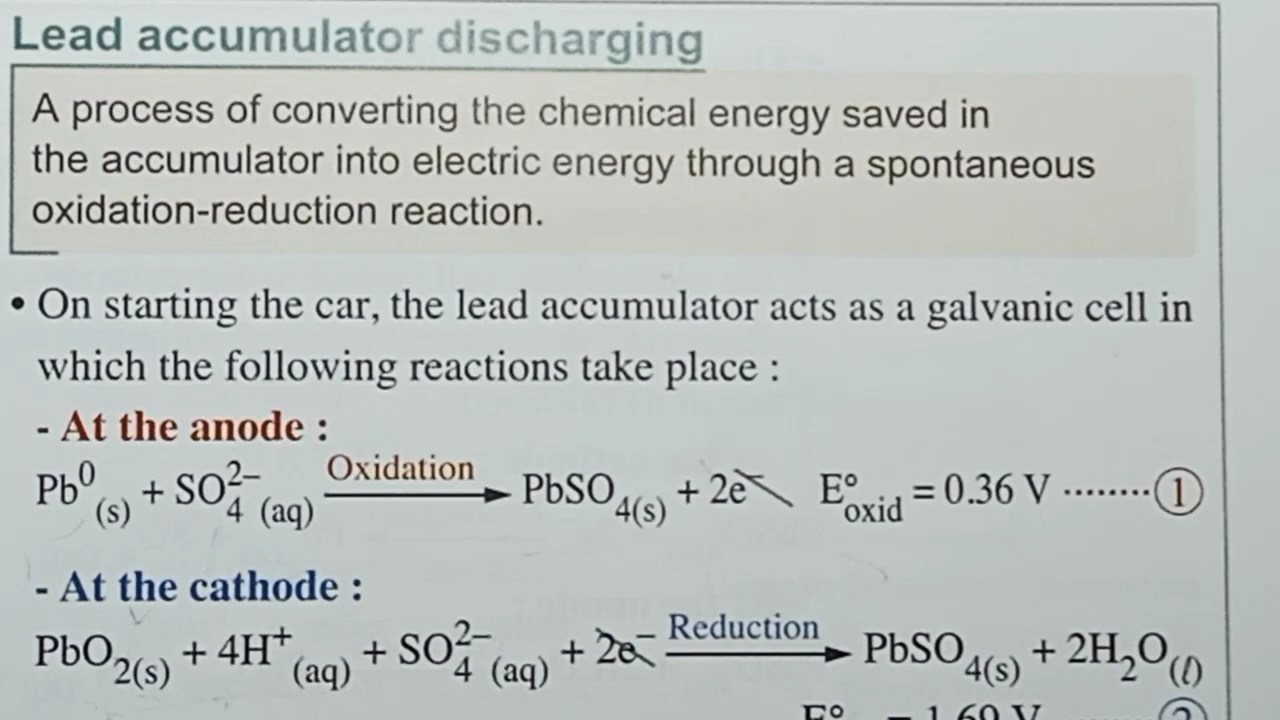 Lead accumulator discharging
A process of converting the chemical energy saved in
the accumulator into electric energy through a spontaneous
oxidation-reduction reaction.
• On starting the car, the lead accumulator acts as a galvanic cell in
which the following reactions take place :
- At the anode :
Pb⁰(s) + SO₄²⁻(aq) Oxidation→ PbSO₄(s) + 2e⁻ E°oxid = 0.36 V ········①
- At the cathode :
PbO₂(s) + 4H⁺(aq) + SO₄²⁻(aq) + 2e⁻ Reduction→ PbSO₄(s) + 2H₂O(l)
E° = 1.69 V ②